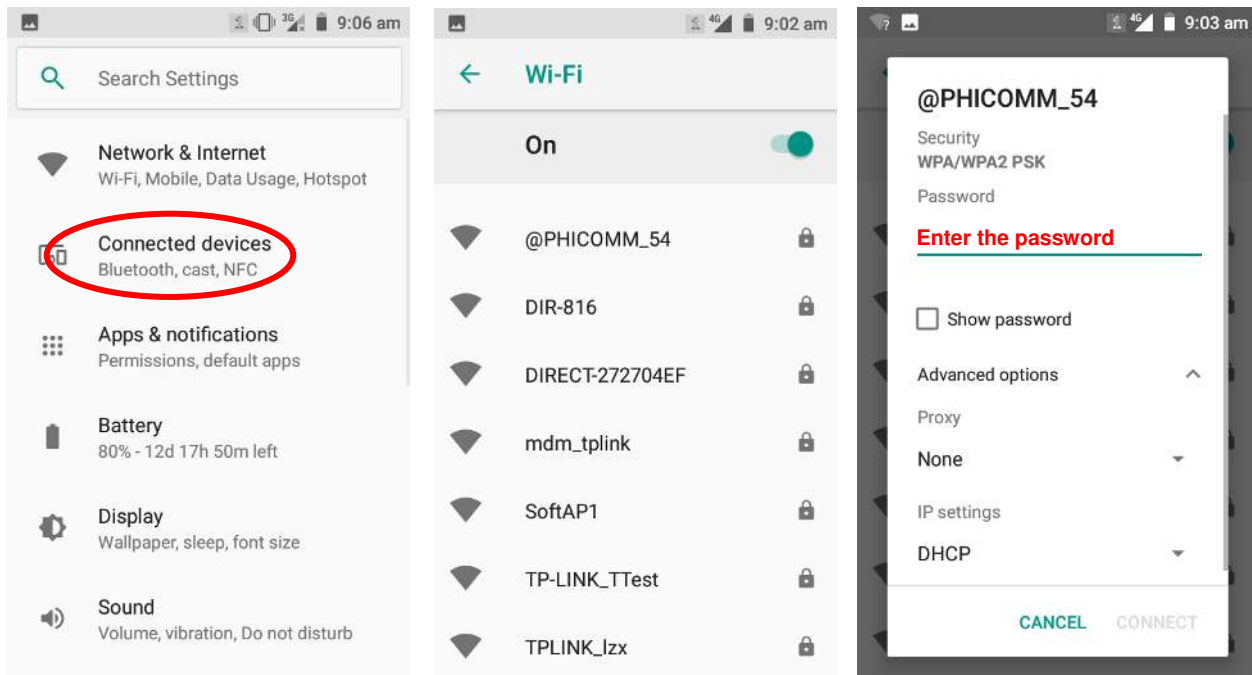 3G 9:06 am
Search Settings
Network & Internet
Wi-Fi, Mobile, Data Usage, Hotspot
Connected devices
Bluetooth, cast, NFC
Apps & notifications
Permissions, default apps
Battery
80% - 12d 17h 50m left
Display
Wallpaper, sleep, font size
Sound
Volume, vibration, Do not disturb
4G 9:02 am
Wi-Fi
On
@PHICOMM_54
DIR-816
DIRECT-272704EF
mdm_tplink
SoftAP1
TP-LINK_TTest
TPLINK_lzx
? 4G 9:03 am
@PHICOMM_54
Security
WPA/WPA2 PSK
Password
Enter the password
Show password
Advanced options
Proxy
None
IP settings
DHCP
CANCEL CONNECT